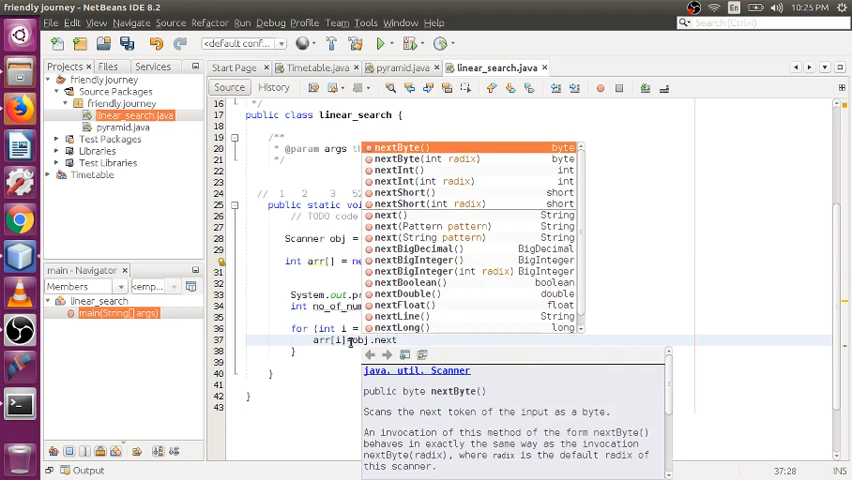 friendly journey - NetBeans IDE 8.2
En
10:25 PM
File Edit View Navigate Source Refactor Run Debug Profile Team Tools Window Help
Search (Ctrl+I)
<default conf...
Projects Files Services
Start Page Timetable.java pyramid.java linear_search.java
friendly journey
Source Packages
friendly journey
linear_search.java
pyramid.java
Test Packages
Libraries
Test Libraries
Timetable
Source History
16 */
17 public class linear_search {
18
19 /**
20 * @param args th
21 */
24 // 1 2 3 52
25 public static voi
26 // TODO code
28 Scanner obj =
29
30 int arr[] = ne
31
32
33 System.out.pr
34 int no_of_num
35
36 for (int i =
37 arr[i]=obj.next
38 }
39
40 }
41
42 }
43
nextByte() byte
nextByte(int radix) byte
nextInt() int
nextInt(int radix) int
nextShort() short
nextShort(int radix) short
next() String
next(Pattern pattern) String
next(String pattern) String
nextBigDecimal() BigDecimal
nextBigInteger() BigInteger
nextBigInteger(int radix) BigInteger
nextBoolean() boolean
nextDouble() double
nextFloat() float
nextLine() String
nextLong() long
java. util. Scanner
public byte nextByte()
Scans the next token of the input as a byte.
An invocation of this method of the form nextByte()
behaves in exactly the same way as the invocation
nextByte(radix), where radix is the default radix of
this scanner.
main - Navigator
Members <emp...
linear_search
main(String[] args)
Output
37:28
INS